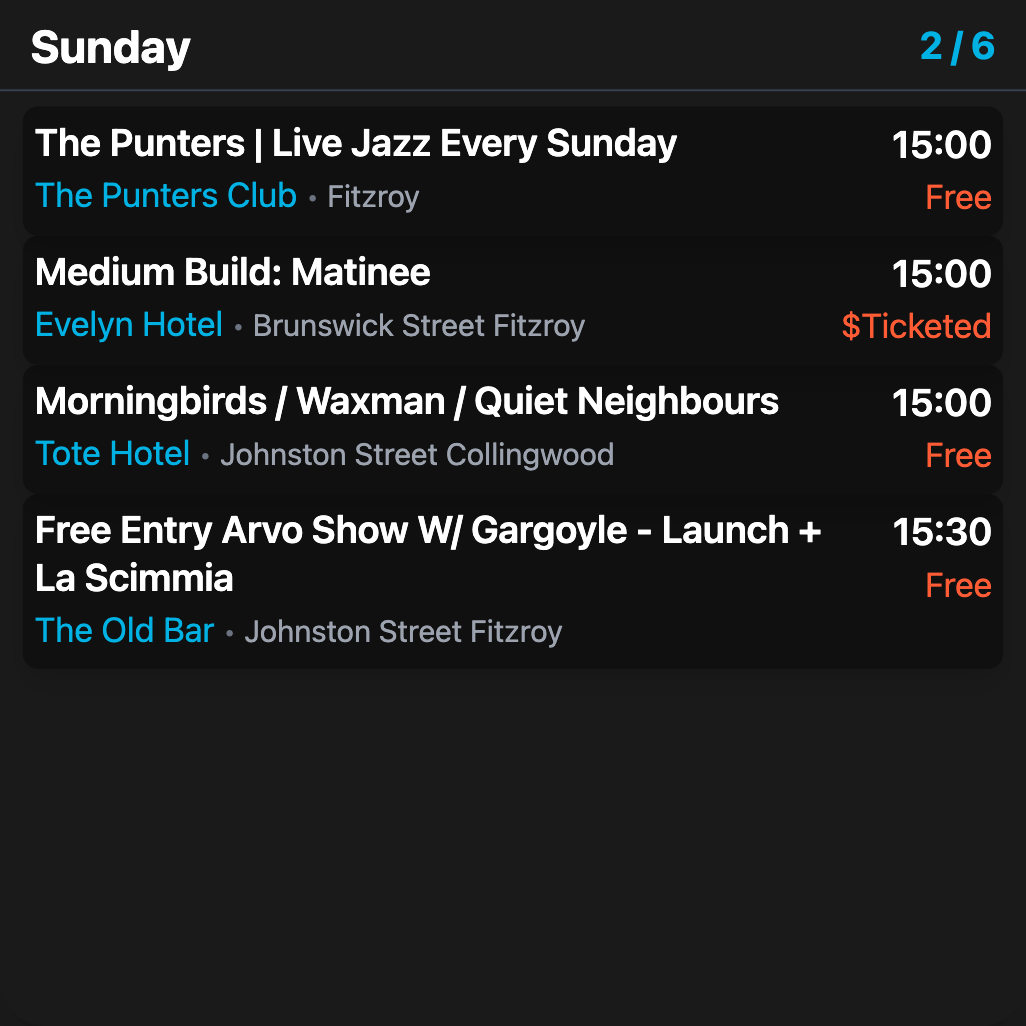 Sunday 2 / 6
The Punters | Live Jazz Every Sunday 15:00
The Punters Club • Fitzroy Free
Medium Build: Matinee 15:00
Evelyn Hotel • Brunswick Street Fitzroy $Ticketed
Morningbirds / Waxman / Quiet Neighbours 15:00
Tote Hotel • Johnston Street Collingwood Free
Free Entry Arvo Show W/ Gargoyle - Launch + 15:30
La Scimmia Free
The Old Bar • Johnston Street Fitzroy